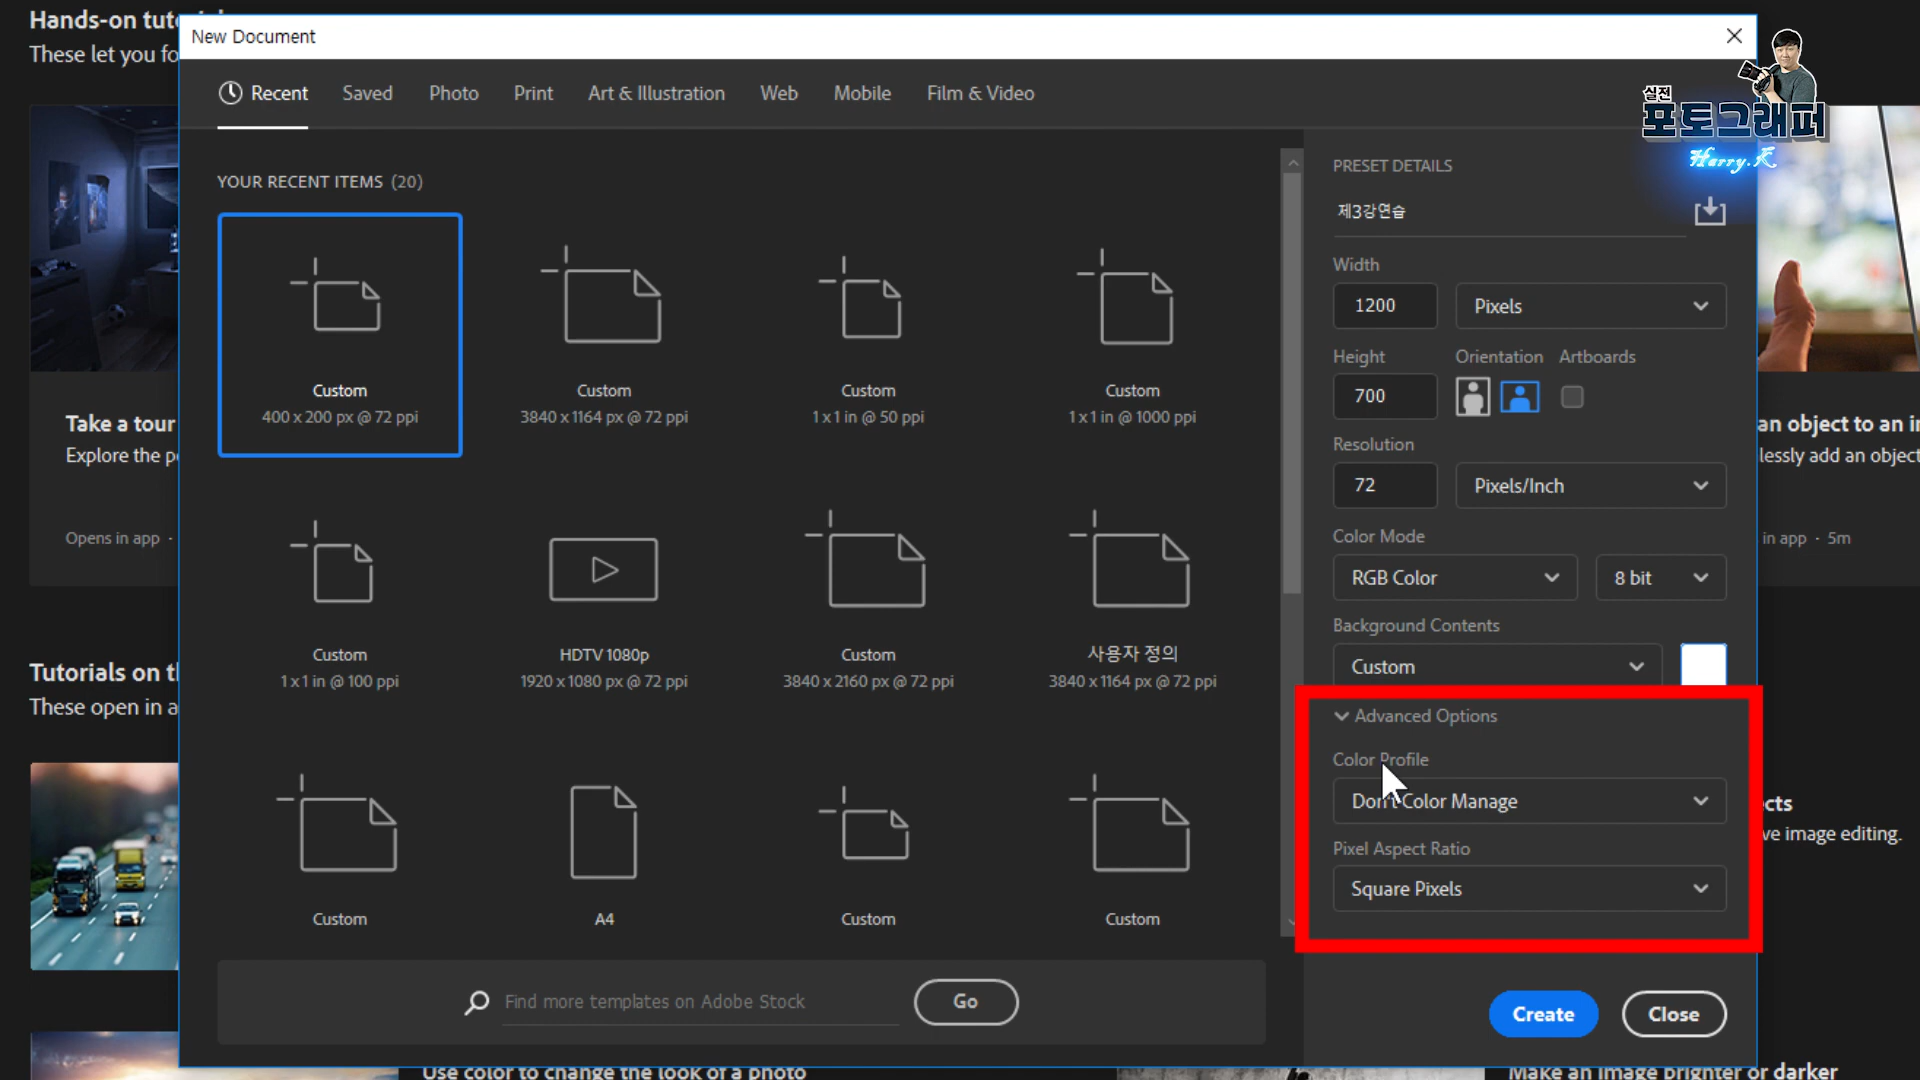 Hands-on tutorial
These let you fo
New Document
실전
포토그래퍼
Harry.K
Recent
Saved
Photo
Print
Art & Illustration
Web
Mobile
Film & Video
YOUR RECENT ITEMS (20)
Custom
400 x 200 px @ 72 ppi
Custom
3840 x 1164 px @ 72 ppi
Custom
1 x 1 in @ 50 ppi
Custom
1 x 1 in @ 1000 ppi
Custom
1 x 1 in @ 100 ppi
HDTV 1080p
1920 x 1080 px @ 72 ppi
Custom
3840 x 2160 px @ 72 ppi
사용자 정의
3840 x 1164 px @ 72 ppi
Custom
A4
Custom
Custom
Find more templates on Adobe Stock
Go
PRESET DETAILS
제3강연습
Width
1200
Pixels
Height
Orientation
Artboards
700
Resolution
72
Pixels/Inch
Color Mode
RGB Color
8 bit
Background Contents
Custom
Advanced Options
Color Profile
Don't Color Manage
Pixel Aspect Ratio
Square Pixels
Create
Close
Take a tour
Explore the p
Opens in app ·
an object to an i
lessly add an object
in app · 5m
Tutorials on t
These open in a
cts
ve image editing.
Use color to change the look of a photo
Make an image brighter or darker